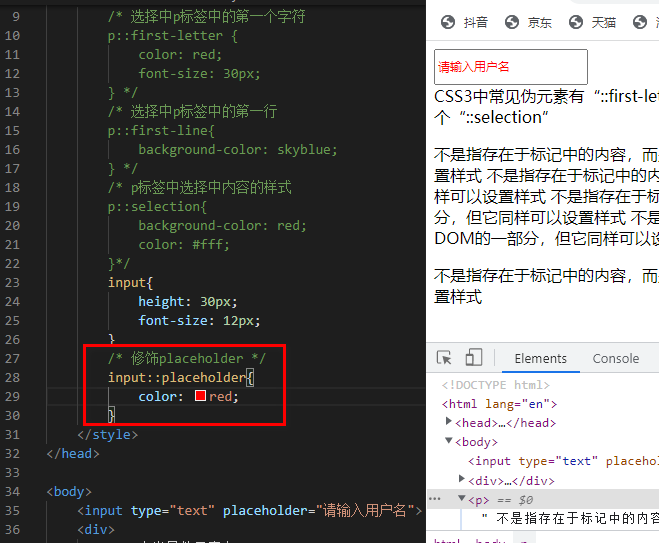 9 /* 选择中p标签中的第一个字符
10 p::first-letter {
11 color: red;
12 font-size: 30px;
13 } */
14 /* 选择中p标签中的第一行
15 p::first-line{
16 background-color: skyblue;
17 } */
18 /* p标签中选择中内容的样式
19 p::selection{
20 background-color: red;
21 color: #fff;
22 }*/
23 input{
24 height: 30px;
25 font-size: 12px;
26 }
27 /* 修饰placeholder */
28 input::placeholder{
29 color: red;
30 }
31 </style>
32 </head>
33
34 <body>
35 <input type="text" placeholder="请输入用户名">
36 <div>
抖音 京东 天猫
请输入用户名
CSS3中常见伪元素有“::first-let
个“::selection”
不是指存在于标记中的内容，而
置样式 不是指存在于标记中的内
样可以设置样式 不是指存在于标
分，但它同样可以设置样式 不是
DOM的一部分，但它同样可以设
不是指存在于标记中的内容，而
置样式
Elements Console
<!DOCTYPE html>
<html lang="en">
<head>…</head>
<body>
<input type="text" placehol
<div>…</div>
… <p> == $0
" 不是指存在于标记中的内容
html body p